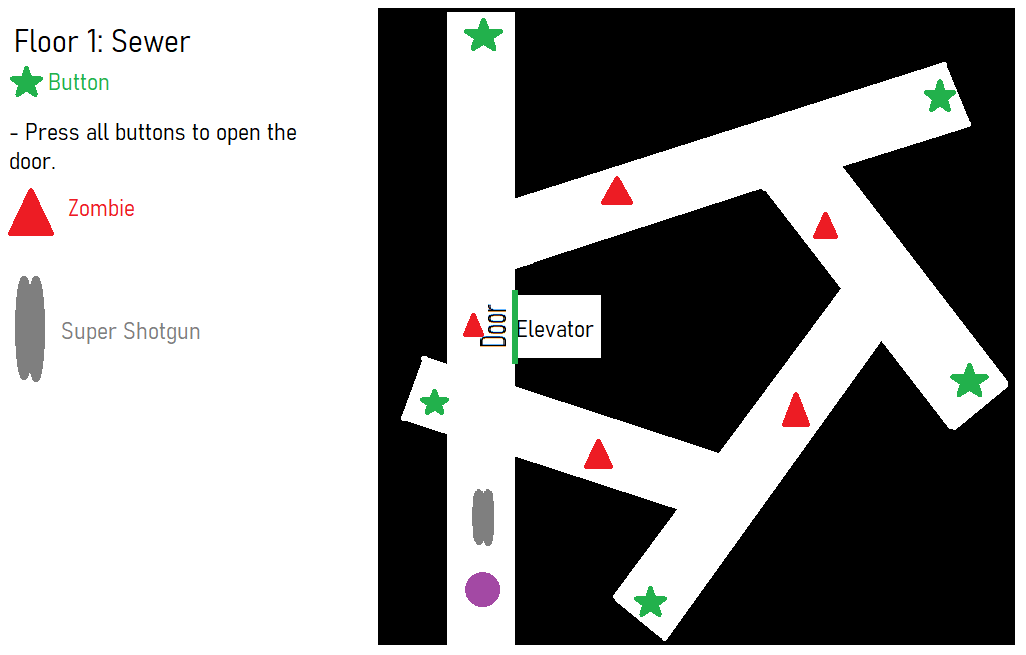 Floor 1: Sewer
Button
- Press all buttons to open the
door.
Zombie
Super Shotgun
Door
Elevator